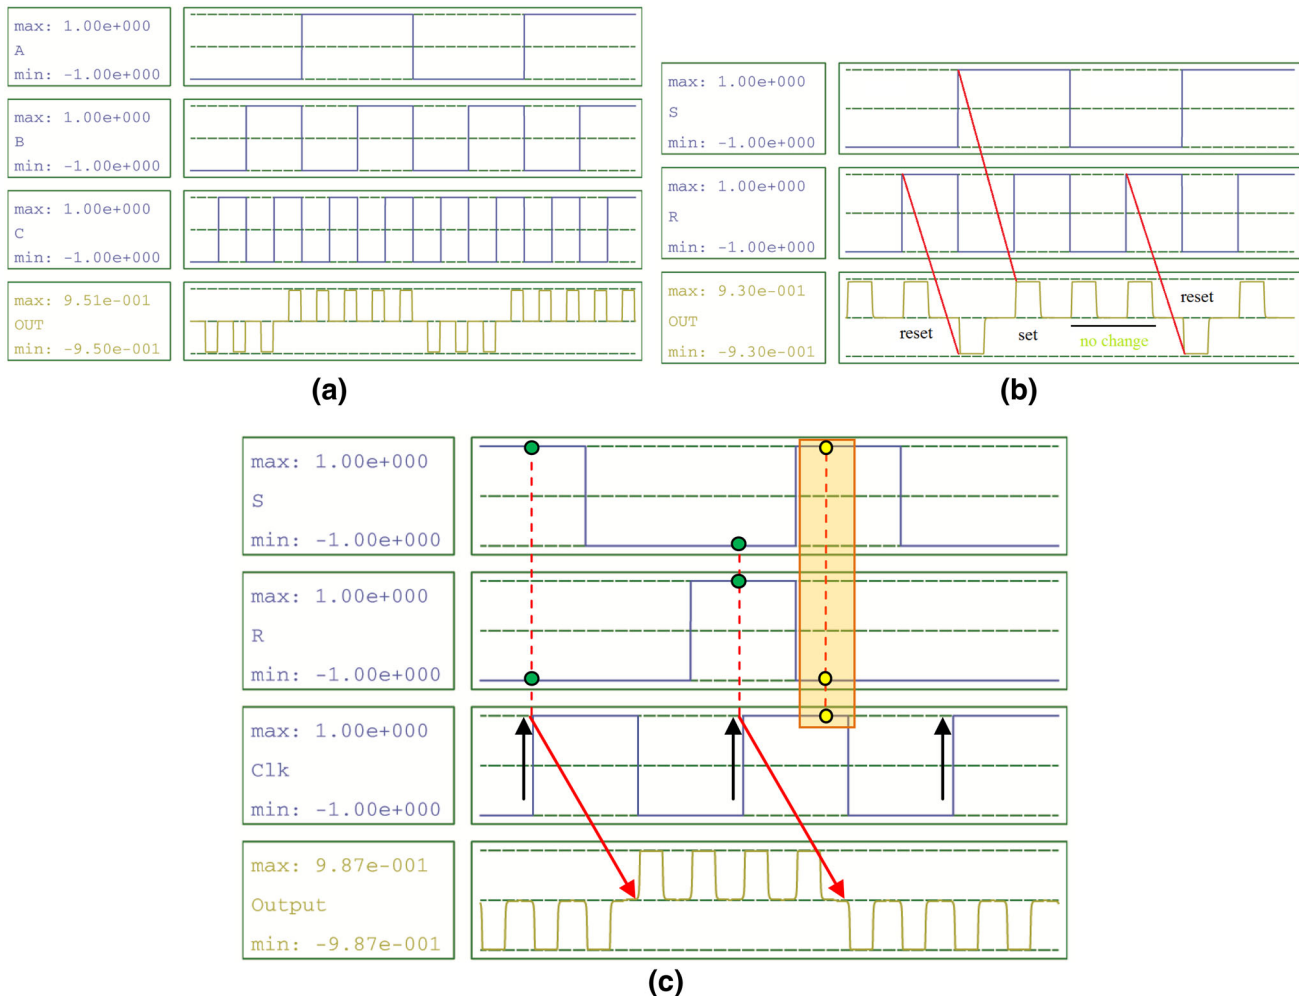 max: 1.00e+000
A
min: -1.00e+000
max: 1.00e+000
B
min: -1.00e+000
max: 1.00e+000
C
min: -1.00e+000
max: 9.51e-001
OUT
min: -9.50e-001
(a)
max: 1.00e+000
S
min: -1.00e+000
max: 1.00e+000
R
min: -1.00e+000
max: 9.30e-001
OUT
min: -9.30e-001
reset
set
no change
reset
(b)
max: 1.00e+000
S
min: -1.00e+000
max: 1.00e+000
R
min: -1.00e+000
max: 1.00e+000
Clk
min: -1.00e+000
max: 9.87e-001
Output
min: -9.87e-001
(c)